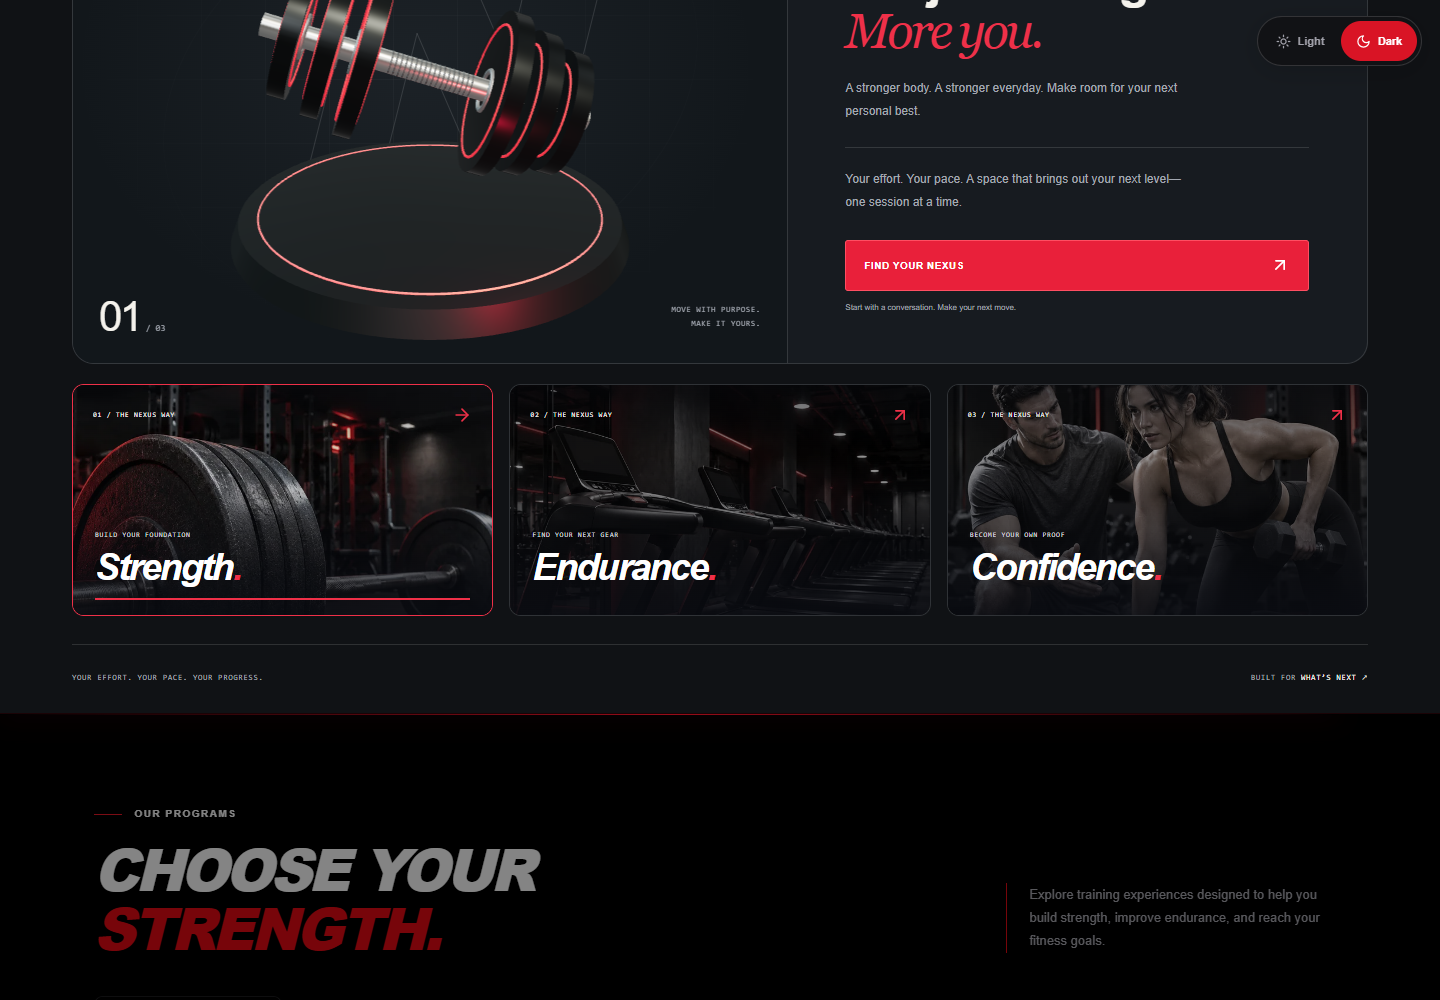 More you.
Light
Dark
A stronger body. A stronger everyday. Make room for your next
personal best.
Your effort. Your pace. A space that brings out your next level—
one session at a time.
FIND YOUR NEXUS
Start with a conversation. Make your next move.
01 / 03
MOVE WITH PURPOSE.
MAKE IT YOURS.
01 / THE NEXUS WAY
BUILD YOUR FOUNDATION
Strength.
02 / THE NEXUS WAY
FIND YOUR NEXT GEAR
Endurance.
03 / THE NEXUS WAY
BECOME YOUR OWN PROOF
Confidence.
YOUR EFFORT. YOUR PACE. YOUR PROGRESS.
BUILT FOR WHAT'S NEXT ↗
OUR PROGRAMS
CHOOSE YOUR
STRENGTH.
Explore training experiences designed to help you
build strength, improve endurance, and reach your
fitness goals.